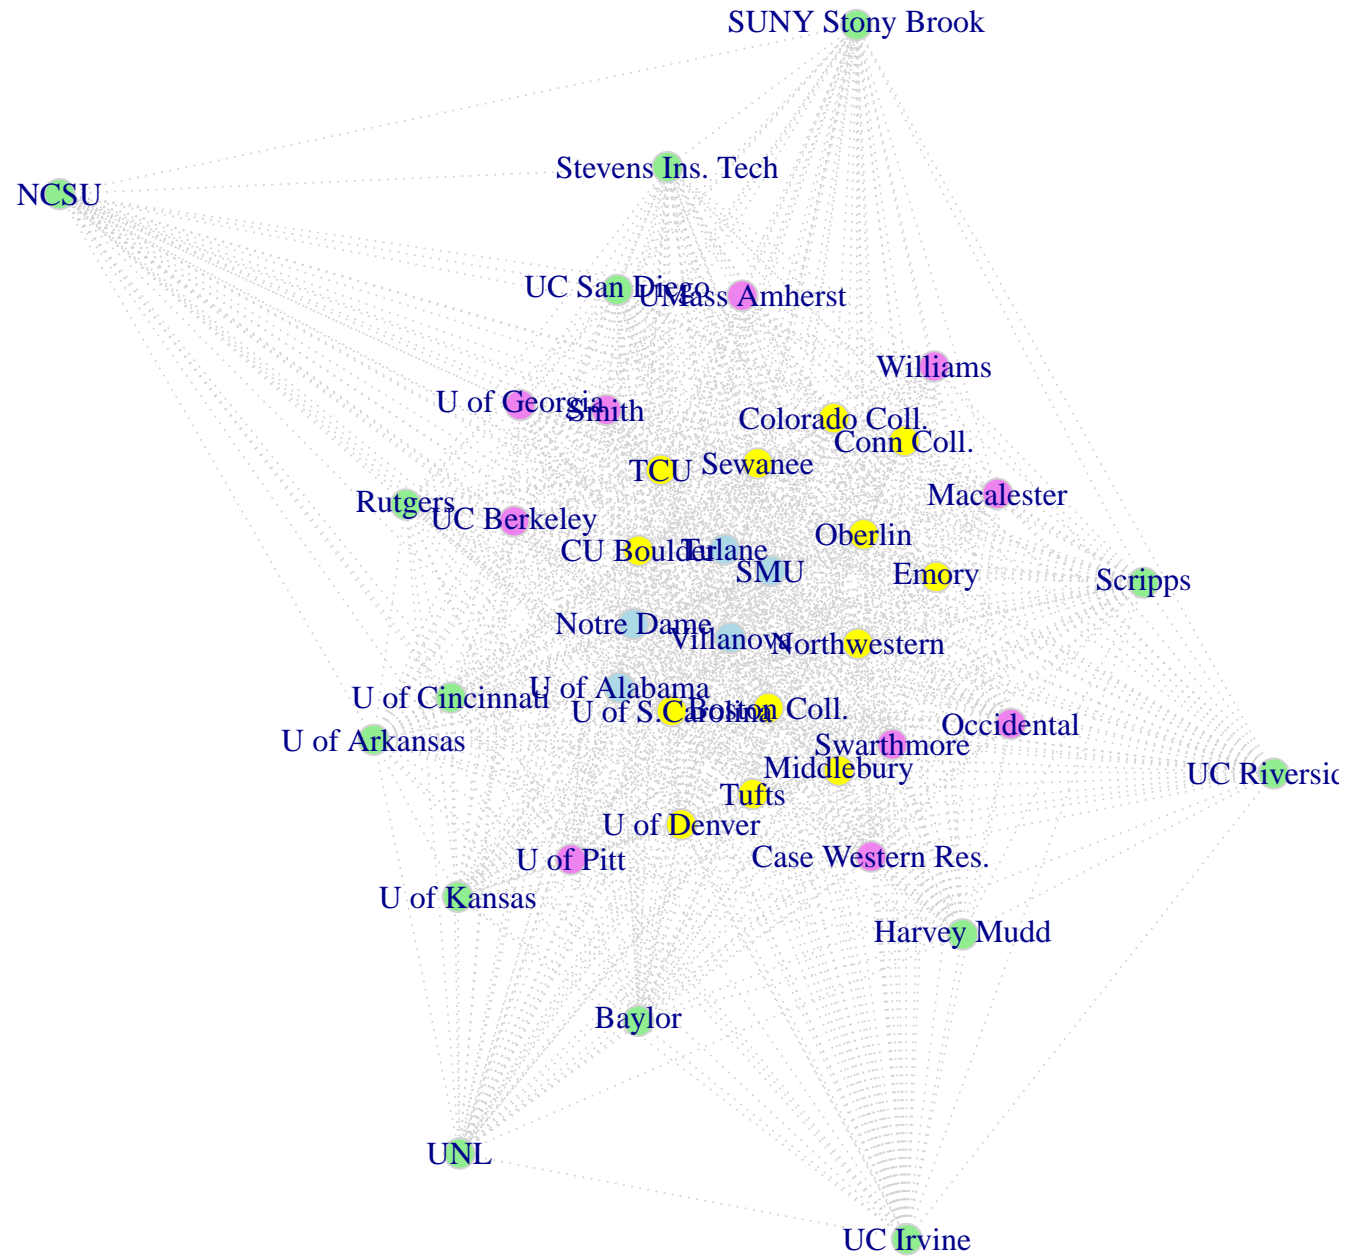 SUNY Stony Brook
Stevens Ins. Tech
NCSU
UC San Diego
UMass Amherst
Williams
U of Georgia
Smith
Colorado Coll.
Conn Coll.
TCU
Sewanee
Macalester
Rutgers
UC Berkeley
Oberlin
CU Boulder
Tulane
SMU
Emory
Scripps
Notre Dame
Villanova
Northwestern
U of Alabama
U of Cincinnati
U of S.Carolina
Boston Coll.
Occidental
U of Arkansas
Swarthmore
Middlebury
UC Riversid
Tufts
U of Denver
U of Pitt
Case Western Res.
U of Kansas
Harvey Mudd
Baylor
UNL
UC Irvine